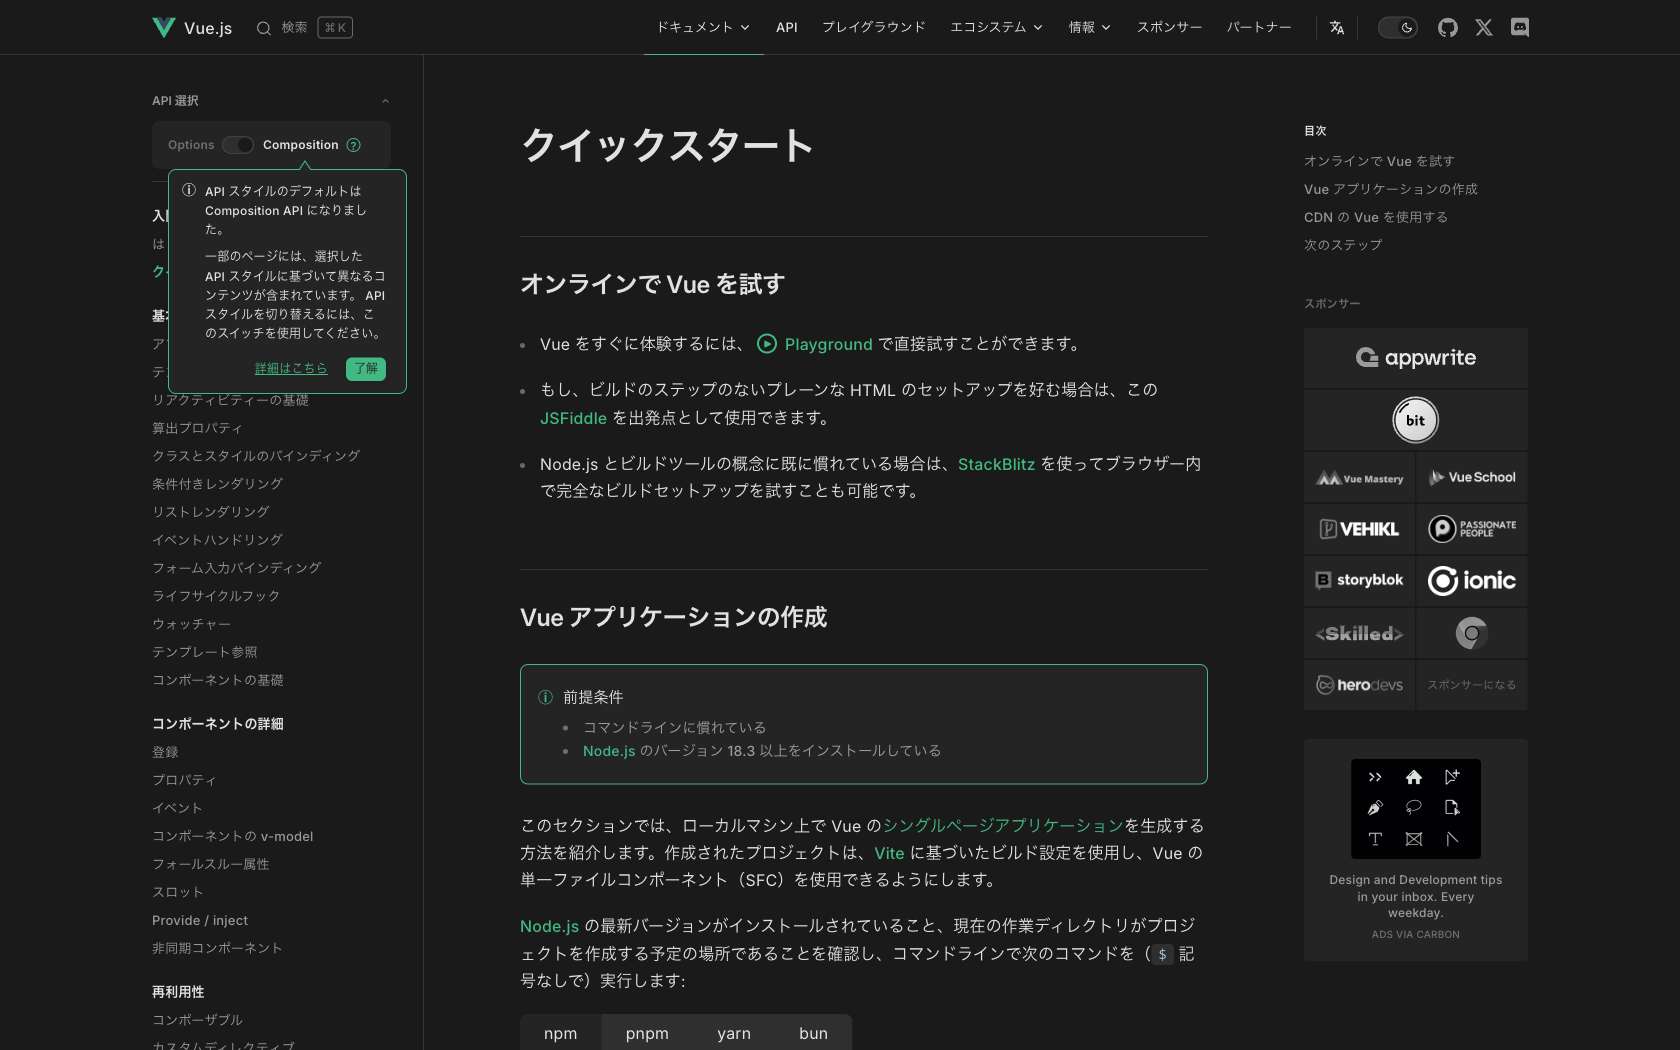 Vue.js
検索
⌘ K
ドキュメント
API
プレイグラウンド
エコシステム
情報
スポンサー
パートナー
API 選択
Options
Composition
?
API スタイルのデフォルトは
Composition API になりまし
た。
一部のページには、選択した
API スタイルに基づいて異なるコ
ンテンツが含まれています。 API
スタイルを切り替えるには、こ
のスイッチを使用してください。
詳細はこちら
了解
は
ク
リアクティビティーの基礎
算出プロパティ
クラスとスタイルのバインディング
条件付きレンダリング
リストレンダリング
イベントハンドリング
フォーム入力バインディング
ライフサイクルフック
ウォッチャー
テンプレート参照
コンポーネントの基礎
コンポーネントの詳細
登録
プロパティ
イベント
コンポーネントの v-model
フォールスルー属性
スロット
Provide / inject
非同期コンポーネント
再利用性
コンポーザブル
カスタムディレクティブ
クイックスタート
オンラインで Vue を試す
Vue をすぐに体験するには、 Playground で直接試すことができます。
もし、ビルドのステップのないプレーンな HTML のセットアップを好む場合は、この
JSFiddle を出発点として使用できます。
Node.js とビルドツールの概念に既に慣れている場合は、StackBlitz を使ってブラウザー内
で完全なビルドセットアップを試すことも可能です。
Vue アプリケーションの作成
前提条件
コマンドラインに慣れている
Node.js のバージョン 18.3 以上をインストールしている
このセクションでは、ローカルマシン上で Vue のシングルページアプリケーションを生成する
方法を紹介します。作成されたプロジェクトは、Vite に基づいたビルド設定を使用し、Vue の
単一ファイルコンポーネント（SFC）を使用できるようにします。
Node.js の最新バージョンがインストールされていること、現在の作業ディレクトリがプロジ
ェクトを作成する予定の場所であることを確認し、コマンドラインで次のコマンドを（$ 記
号なしで）実行します:
npm
pnpm
yarn
bun
目次
オンラインで Vue を試す
Vue アプリケーションの作成
CDN の Vue を使用する
次のステップ
スポンサー
appwrite
bit
Vue Mastery
Vue School
VEHIKL
PASSIONATE
PEOPLE
storyblok
ionic
<Skilled>
herodevs
スポンサーになる
Design and Development tips
in your inbox. Every
weekday.
ADS VIA CARBON